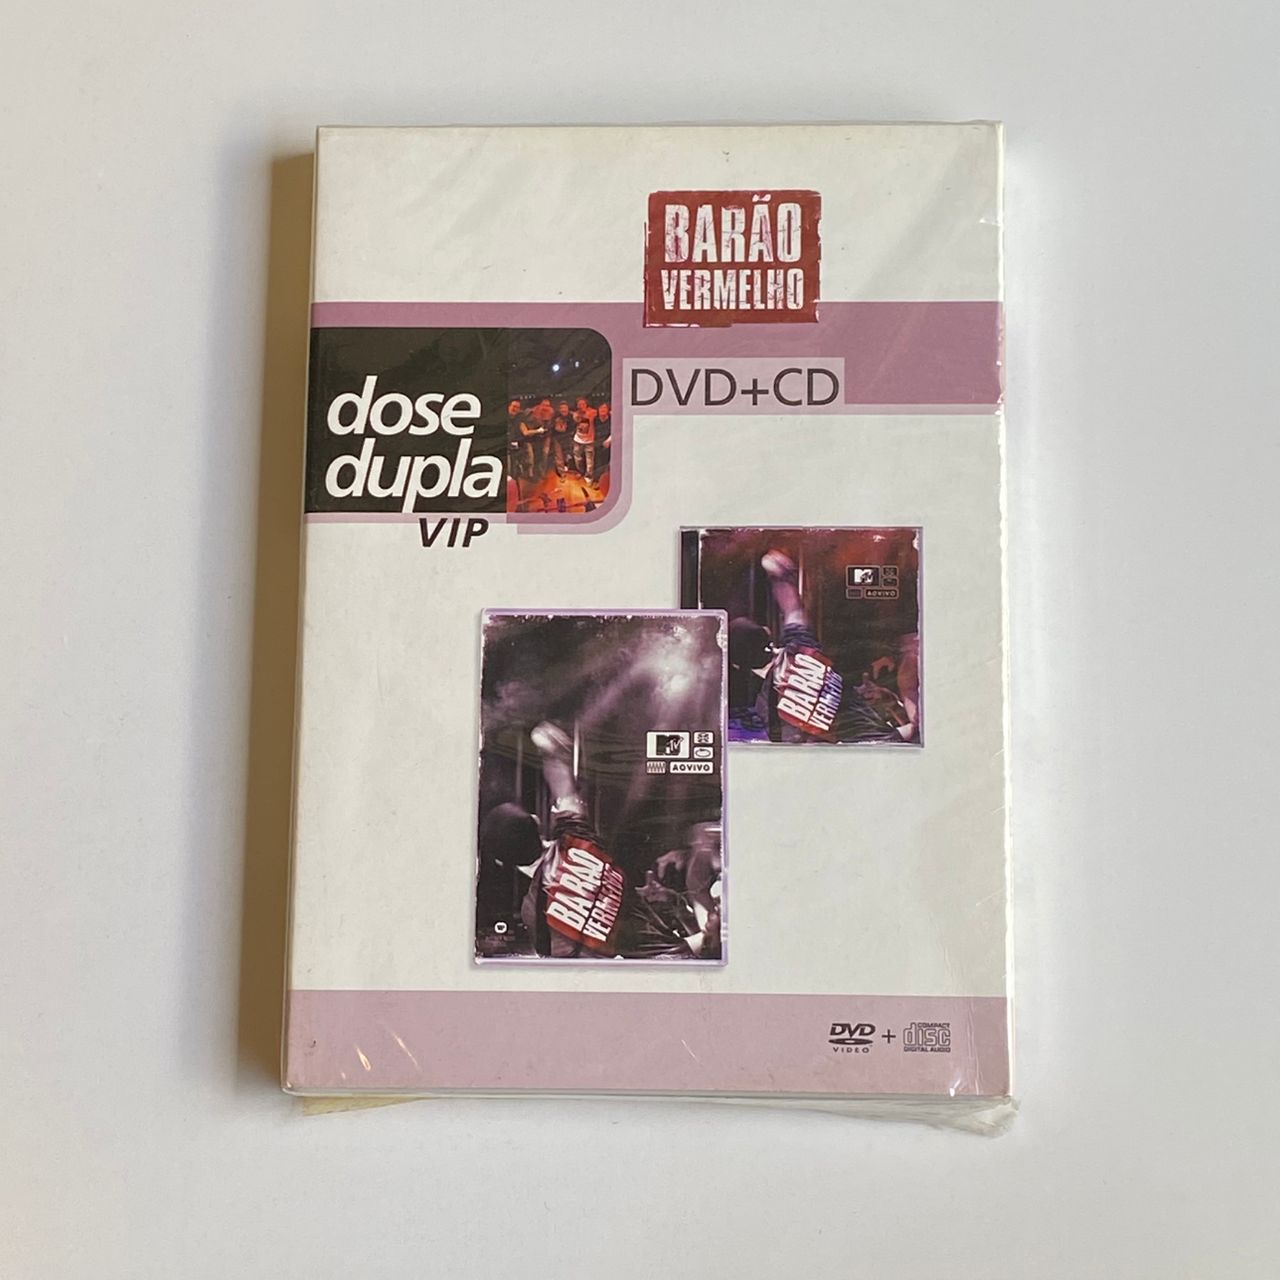 BARÃO
VERMELHO
DVD+CD
dose
dupla
VIP
MTV
AO VIVO
BARÃO
VERMELHO
MTV
AO VIVO
BARÃO
VERMELHO
DVD
VIDEO
+
COMPACT
disc
DIGITAL AUDIO